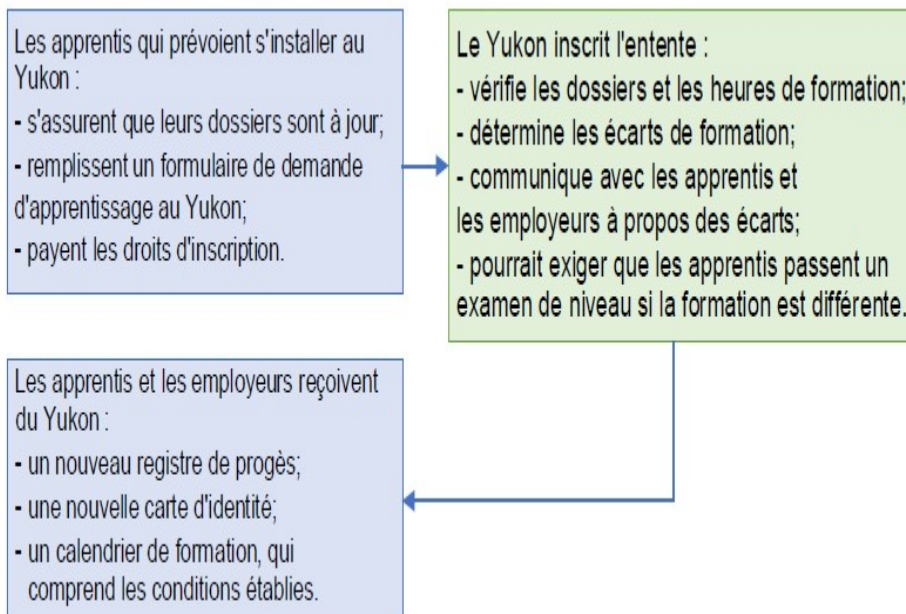 Les apprentis qui prévoient s'installer au
Yukon :
- s'assurent que leurs dossiers sont à jour;
- remplissent un formulaire de demande
d'apprentissage au Yukon;
- payent les droits d'inscription.
Le Yukon inscrit l'entente :
- vérifie les dossiers et les heures de formation;
- détermine les écarts de formation;
- communique avec les apprentis et
les employeurs à propos des écarts;
- pourrait exiger que les apprentis passent un
examen de niveau si la formation est différente.
Les apprentis et les employeurs reçoivent
du Yukon :
- un nouveau registre de progès;
- une nouvelle carte d'identité;
- un calendrier de formation, qui
comprend les conditions établies.